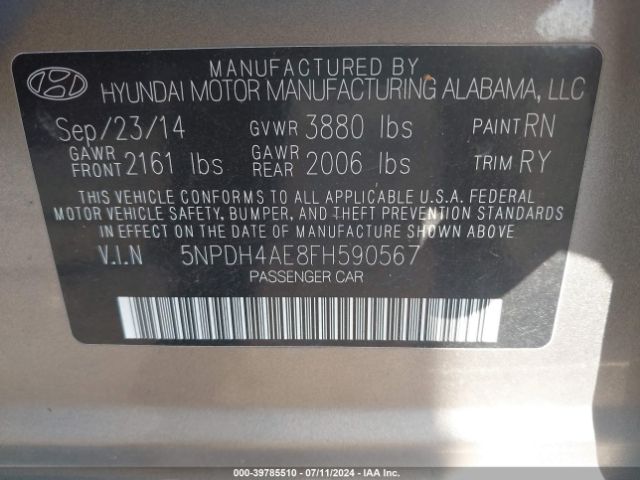 MANUFACTURED BY
HYUNDAI MOTOR MANUFACTURING ALABAMA, LLC
Sep/23/14 GVWR 3880 lbs PAINT RN
GAWR FRONT 2161 lbs GAWR REAR 2006 lbs TRIM RY
THIS VEHICLE CONFORMS TO ALL APPLICABLE U.S.A. FEDERAL
MOTOR VEHICLE SAFETY, BUMPER, AND THEFT PREVENTION STANDARDS
IN EFFECT ON THE DATE OF MANUFACTURE SHOWN ABOVE.
V.I.N 5NPDH4AE8FH590567
PASSENGER CAR
000-39785510 - 07/11/2024 - iaai.com